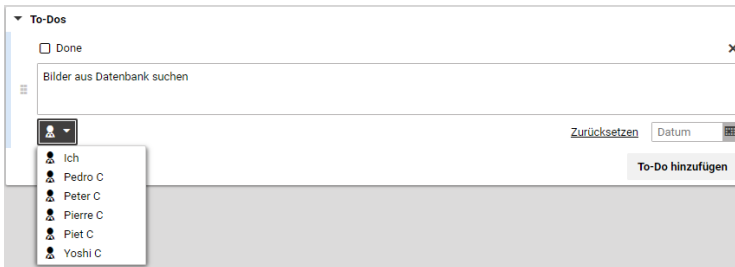 To-Dos
Done
Bilder aus Datenbank suchen
Zurücksetzen Datum
Ich
To-Do hinzufügen
Pedro C
Peter C
Pierre C
Piet C
Yoshi C